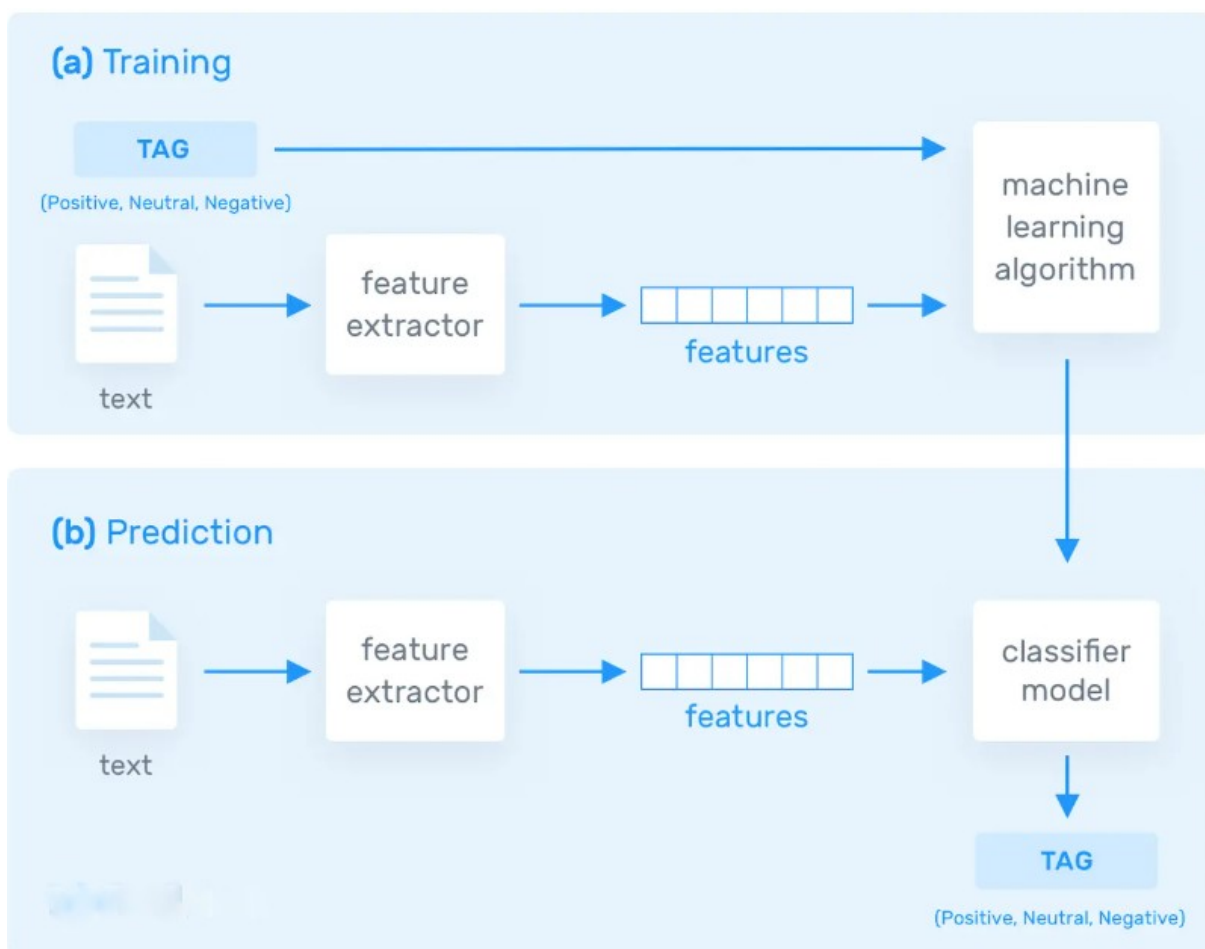 (a) Training
TAG
(Positive, Neutral, Negative)
text
feature
extractor
features
machine
learning
algorithm
(b) Prediction
text
feature
extractor
features
classifier
model
TAG
(Positive, Neutral, Negative)